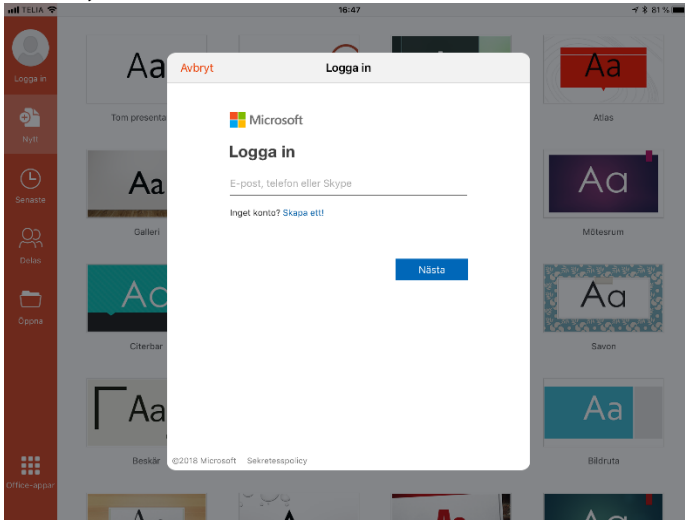 TELIA
16:47
81 %
Logga in
Nytt
Senaste
Delas
Öppna
Office-appar
Avbryt
Logga in
Microsoft
Logga in
E-post, telefon eller Skype
Inget konto? Skapa ett!
Nästa
©2018 Microsoft Sekretesspolicy
Aa
Aa
Tom presenta
Atlas
Aa
Aa
Galleri
Mötesrum
Aa
Citerbar
Savon
Aa
Aa
Beskär
Bildruta